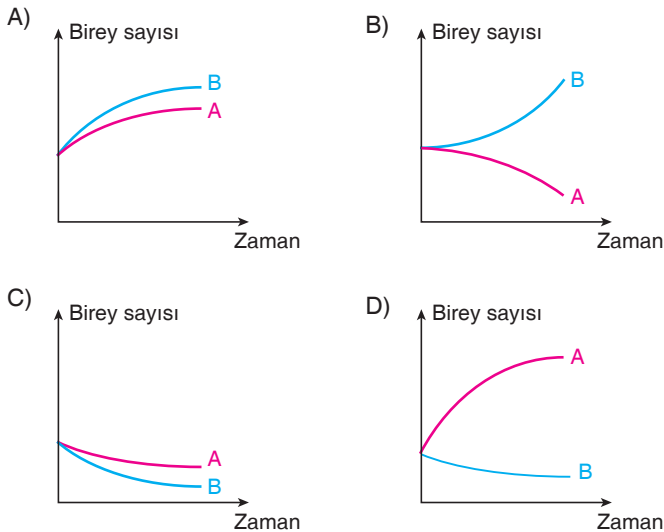 A)
Birey sayısı
B
A
Zaman
B)
Birey sayısı
B
A
Zaman
C)
Birey sayısı
A
B
Zaman
D)
Birey sayısı
A
B
Zaman